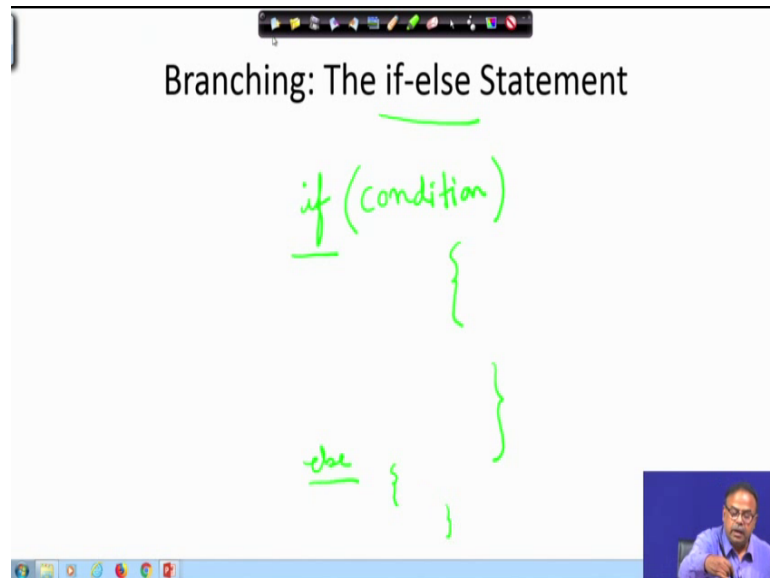 Branching: The if-else Statement
if (condition)
{
}
else {
}